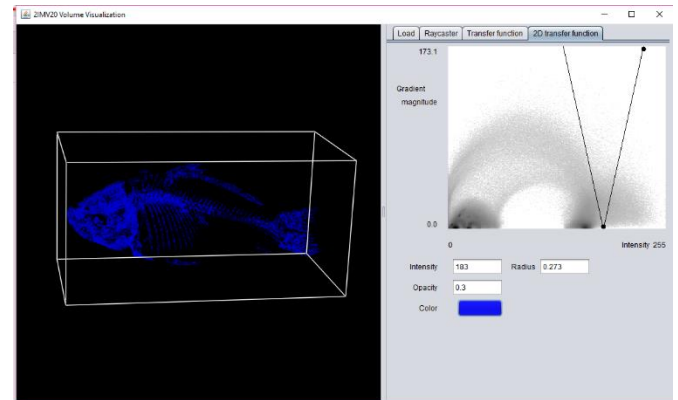 2IMV20 Volume Visualization
Load Raycaster Transfer function 2D transfer function
173.1
Gradient
magnitude
0.0
0 Intensity 255
Intensity 183 Radius 0.273
Opacity 0.3
Color